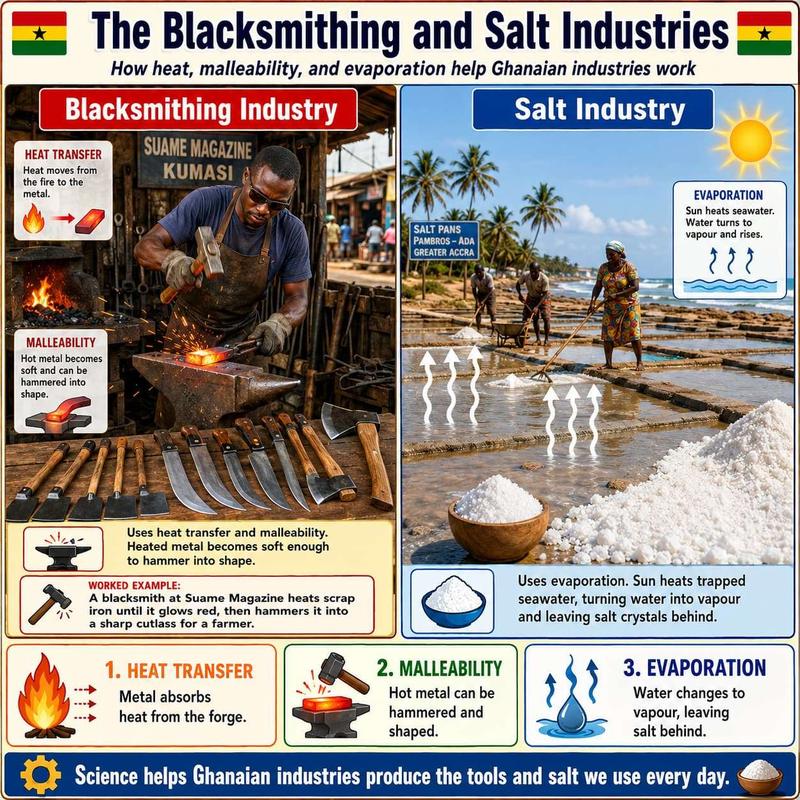 The Blacksmithing and Salt Industries
How heat, malleability, and evaporation help Ghanaian industries work
Blacksmithing Industry
SUAME MAGAZINE
KUMASI
HEAT TRANSFER
Heat moves from
the fire to the
metal.
MALLEABILITY
Hot metal becomes
soft and can be
hammered into
shape.
Uses heat transfer and malleability.
Heated metal becomes soft enough
to hammer into shape.
WORKED EXAMPLE:
A blacksmith at Suame Magazine heats scrap
iron until it glows red, then hammers it into
a sharp cutlass for a farmer.
Salt Industry
EVAPORATION
Sun heats seawater.
Water turns to
vapour and rises.
SALT PANS
PAMBROS – ADA
GREATER ACCRA
Uses evaporation. Sun heats trapped
seawater, turning water into vapour
and leaving salt crystals behind.
1. HEAT TRANSFER
Metal absorbs
heat from the forge.
2. MALLEABILITY
Hot metal can be
hammered and
shaped.
3. EVAPORATION
Water changes to
vapour, leaving
salt behind.
Science helps Ghanaian industries produce the tools and salt we use every day.